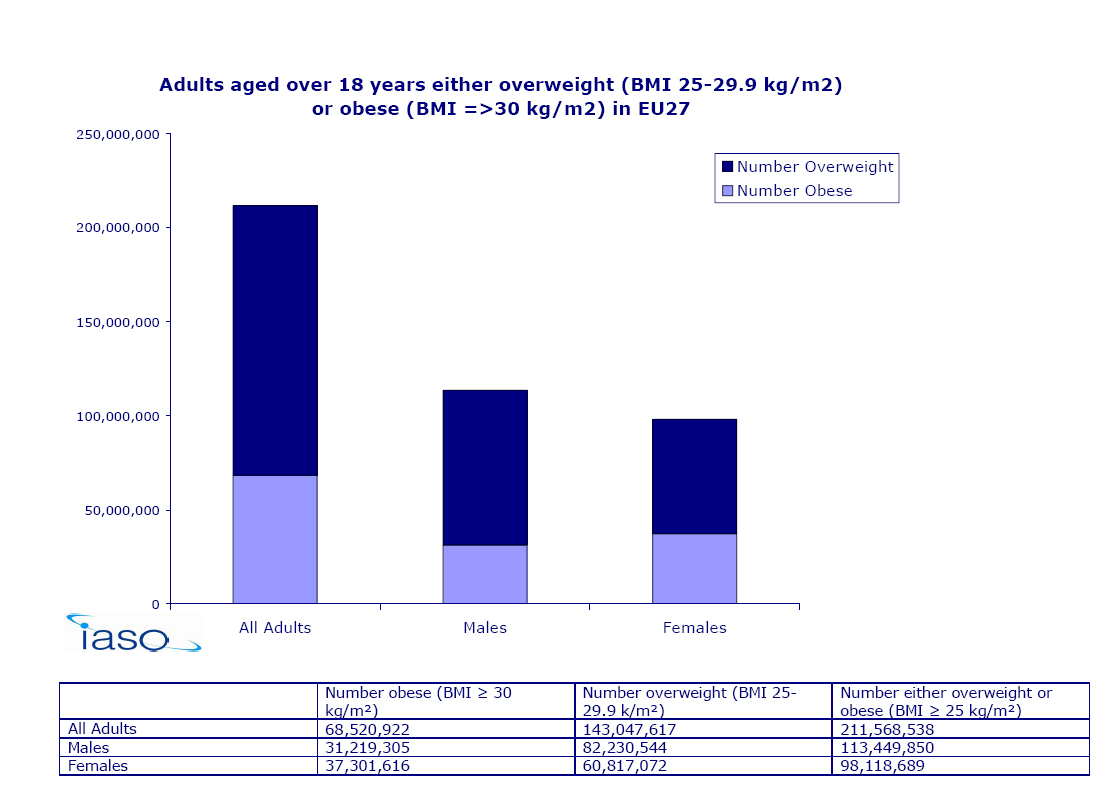 Adults aged over 18 years either overweight (BMI 25-29.9 kg/m2)
or obese (BMI =>30 kg/m2) in EU27
250,000,000
200,000,000
150,000,000
100,000,000
50,000,000
0
Number Overweight
Number Obese
All Adults
Males
Females
iaso
Number obese (BMI ≥ 30
kg/m²)
Number overweight (BMI 25-
29.9 k/m²)
Number either overweight or
obese (BMI ≥ 25 kg/m²)
All Adults 68,520,922 143,047,617 211,568,538
Males 31,219,305 82,230,544 113,449,850
Females 37,301,616 60,817,072 98,118,689